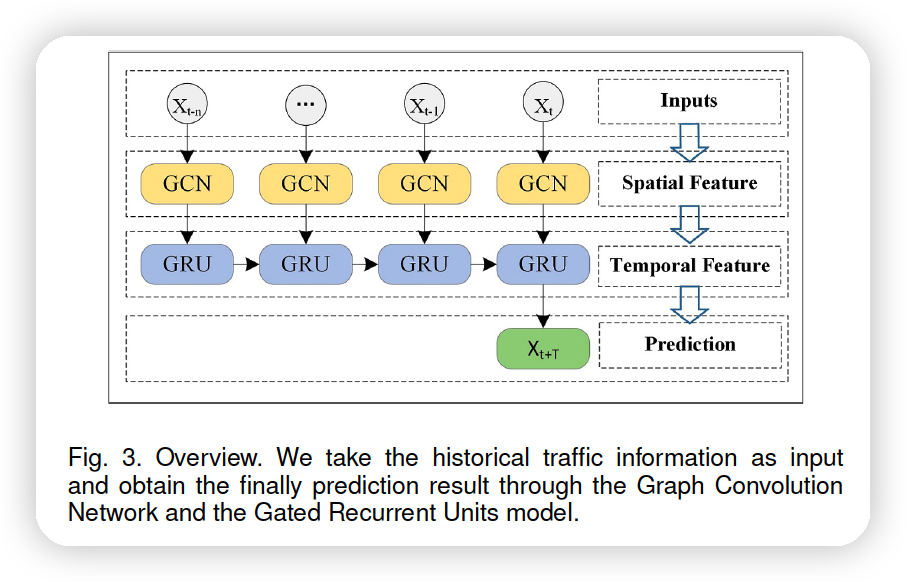 X_{t-n} ... X_{t-1} X_t Inputs
GCN GCN GCN GCN Spatial Feature
GRU GRU GRU GRU Temporal Feature
X_{t+T} Prediction
Fig. 3. Overview. We take the historical traffic information as input
and obtain the finally prediction result through the Graph Convolution
Network and the Gated Recurrent Units model.